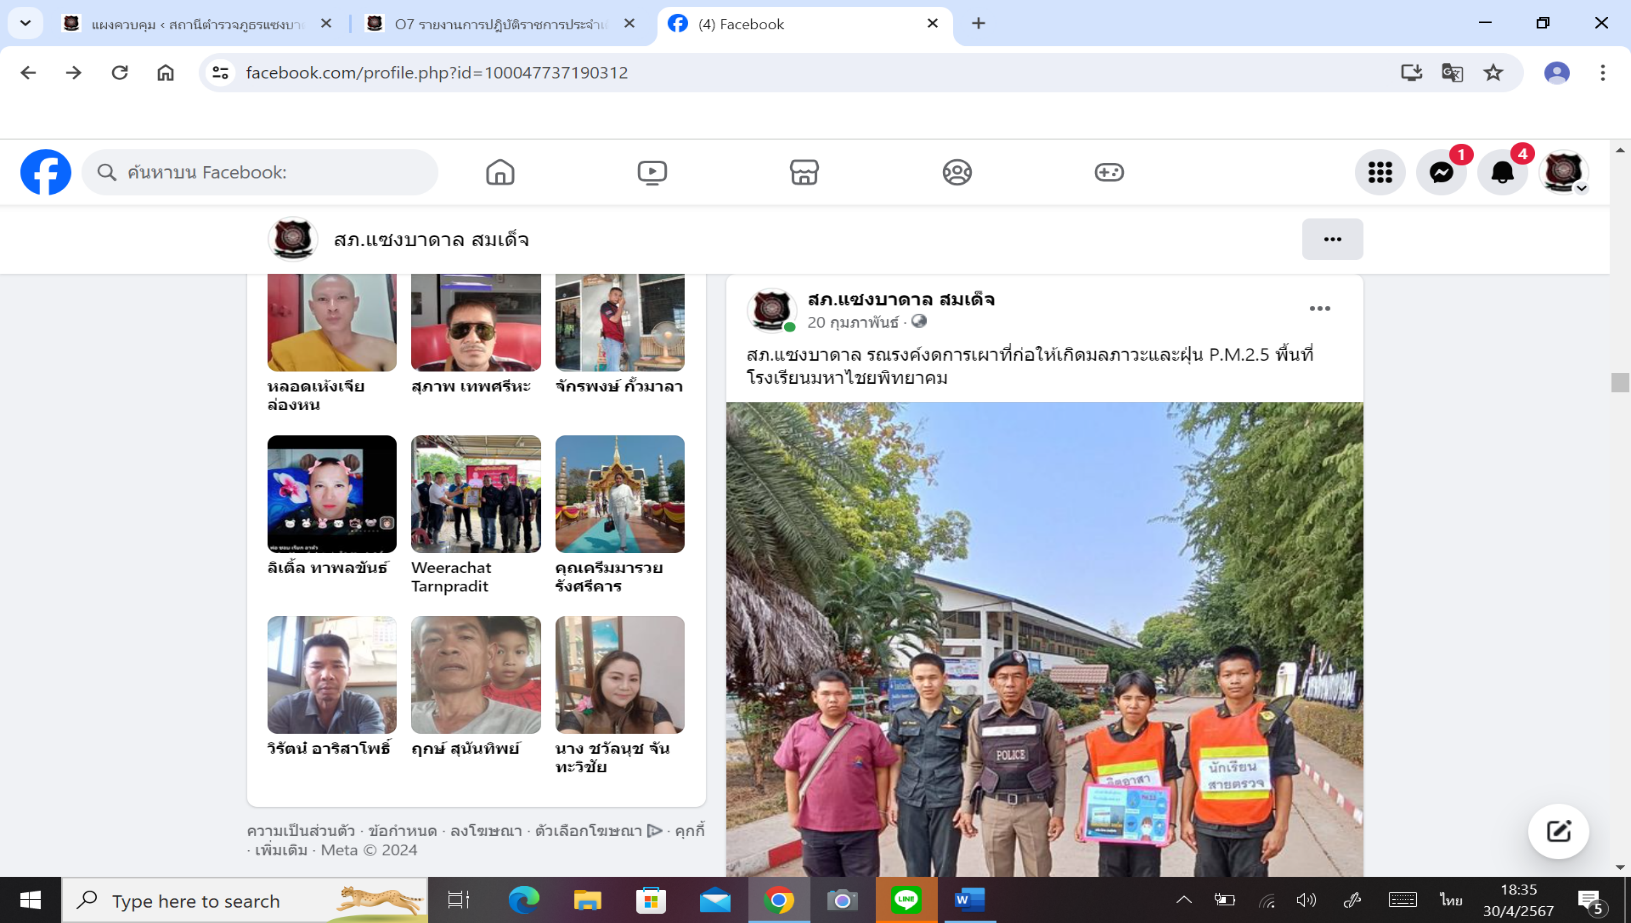 แผงควบคุม ‹ สถานีตำรวจภูธรแซงบา
O7 รายงานการปฏิบัติราชการประจำ
(4) Facebook
facebook.com/profile.php?id=100047737190312
ค้นหาบน Facebook:
1
4
สภ.แซงบาดาล สมเด็จ
หลอดเห้งเจีย ล่องหน
สุภาพ เทพศรีหะ
จักรพงษ์ กั้วมาลา
ลิเติ้ล ทาพลขันธ์
Weerachat Tarnpradit
คุณครีมมารวย รังศรีคาร
วิรัตน์ อาริสาโพธิ์
ฤกษ์ สุนันทิพย์
นาง ชวัลนุช จันทะวิชัย
ความเป็นส่วนตัว · ข้อกำหนด · ลงโฆษณา · ตัวเลือกโฆษณา · คุกกี้
· เพิ่มเติม · Meta © 2024
สภ.แซงบาดาล สมเด็จ
20 กุมภาพันธ์ ·
สภ.แซงบาดาล รณรงค์งดการเผาที่ก่อให้เกิดมลภาวะและฝุ่น P.M.2.5 พื้นที่
โรงเรียนมหาไชยพิทยาคม
POLICE
จิตอาสา
นักเรียน
สายตรวจ
Type here to search
LINE
W
ไทย
18:35
30/4/2567
5